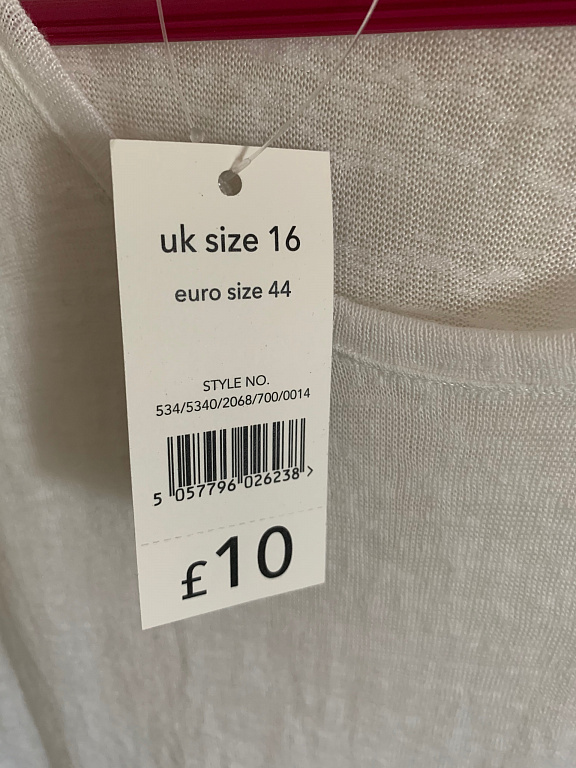 uk size 16
euro size 44
STYLE NO.
534/5340/2068/700/0014
5 057796 026238 >
£10